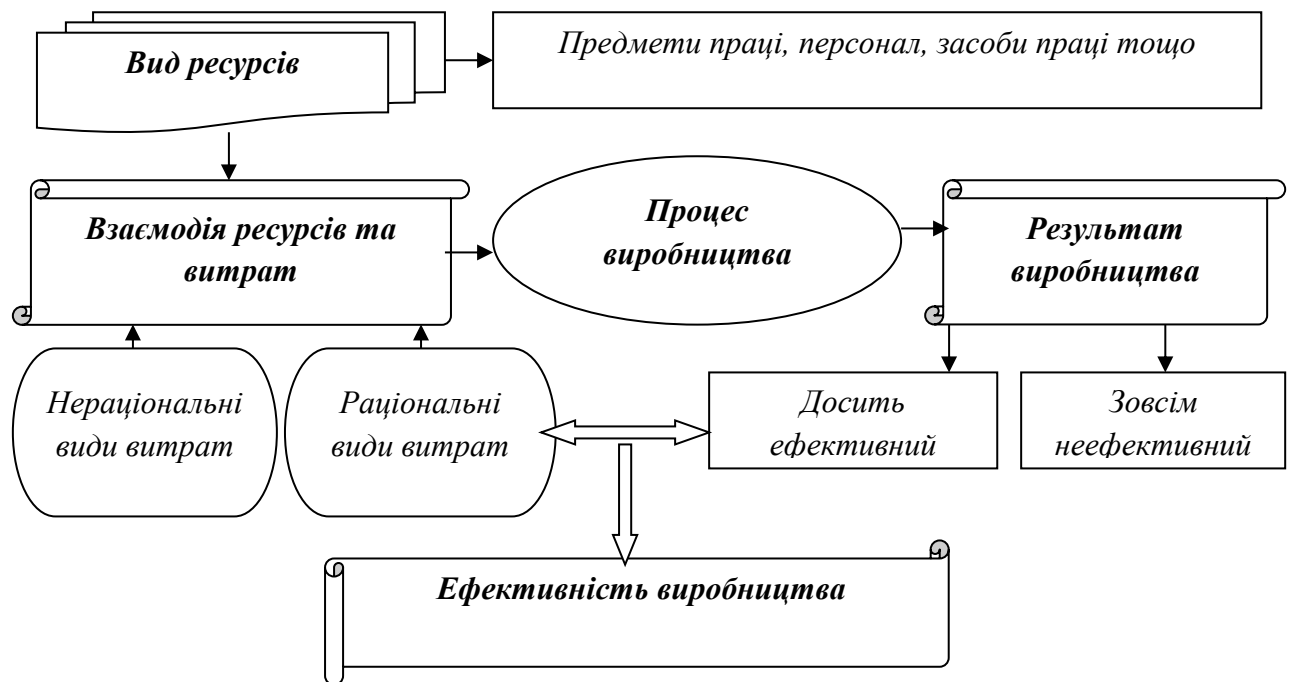 Вид ресурсів
Предмети праці, персонал, засоби праці тощо
Взаємодія ресурсів та
витрат
Процес
виробництва
Результат
виробництва
Нераціональні
види витрат
Раціональні
види витрат
Досить
ефективний
Зовсім
неефективний
Ефективність виробництва